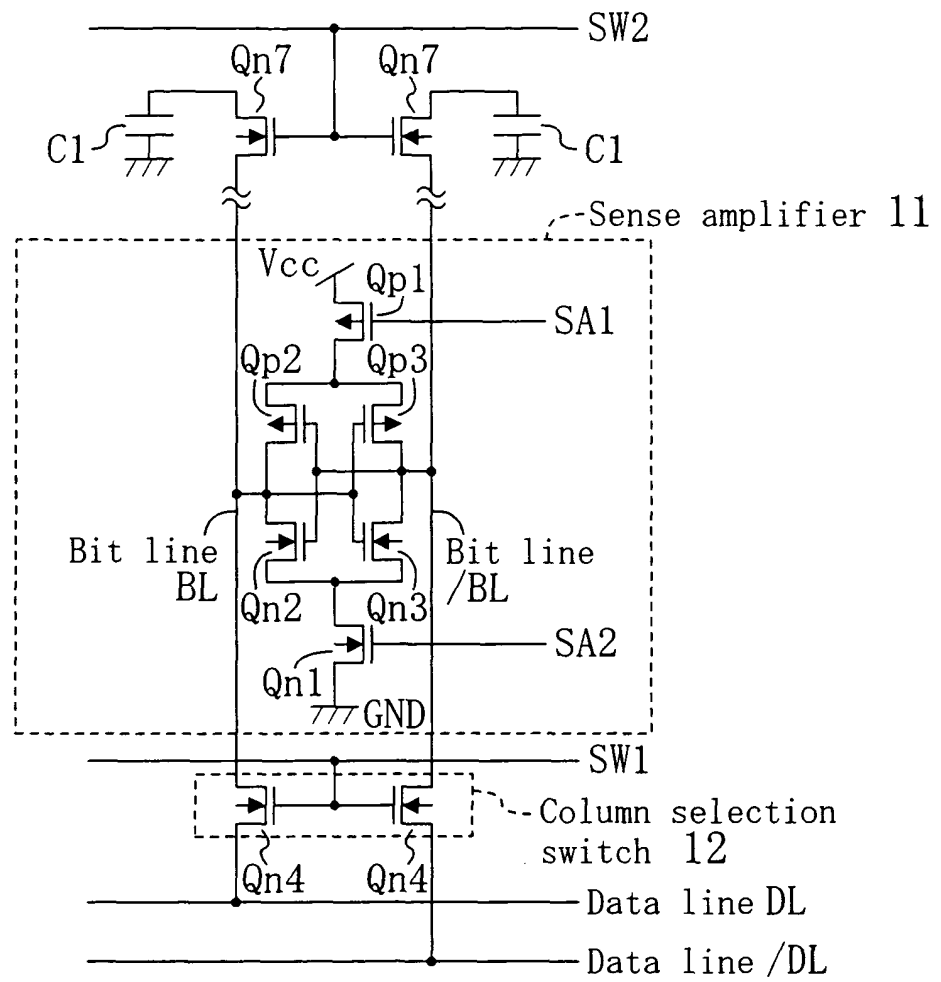 SW2
Qn7 Qn7
C1 C1
Sense amplifier 11
Vcc
Qp1
SA1
Qp2 Qp3
Bit line
BL
Bit line
/BL
Qn2 Qn3
SA2
Qn1
GND
SW1
Column selection
switch 12
Qn4 Qn4
Data line DL
Data line /DL